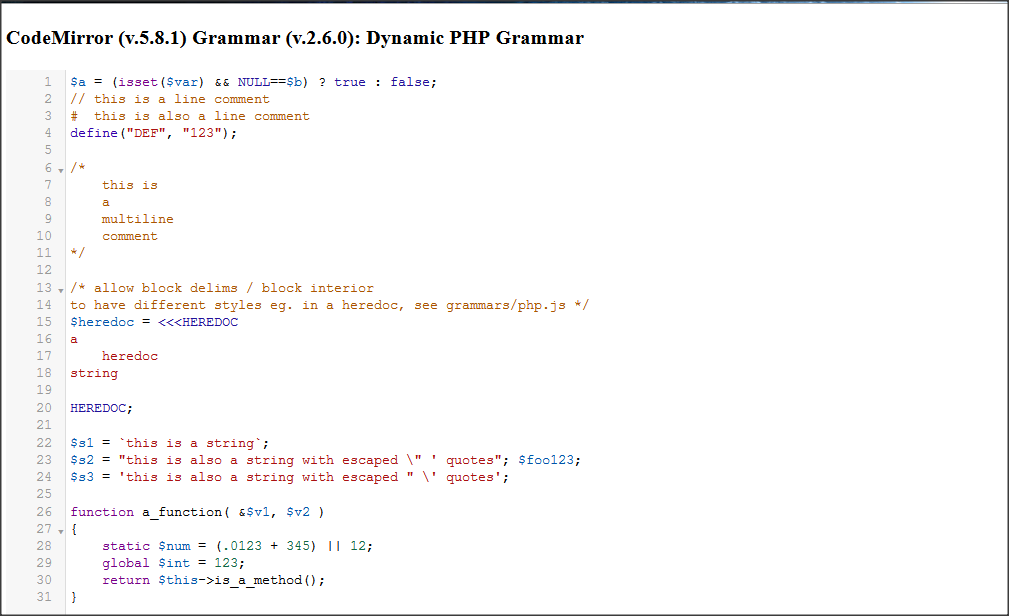 CodeMirror (v.5.8.1) Grammar (v.2.6.0): Dynamic PHP Grammar
1 $a = (isset($var) && NULL==$b) ? true : false;
2 // this is a line comment
3 #  this is also a line comment
4 define("DEF", "123");
5
6 /*
7     this is
8     a
9     multiline
10     comment
11 */
12
13 /* allow block delims / block interior
14 to have different styles eg. in a heredoc, see grammars/php.js */
15 $heredoc = <<<HEREDOC
16 a
17     heredoc
18 string
19
20 HEREDOC;
21
22 $s1 = `this is a string`;
23 $s2 = "this is also a string with escaped \" ' quotes"; $foo123;
24 $s3 = 'this is also a string with escaped " \' quotes';
25
26 function a_function( &$v1, $v2 )
27 {
28     static $num = (.0123 + 345) || 12;
29     global $int = 123;
30     return $this->is_a_method();
31 }